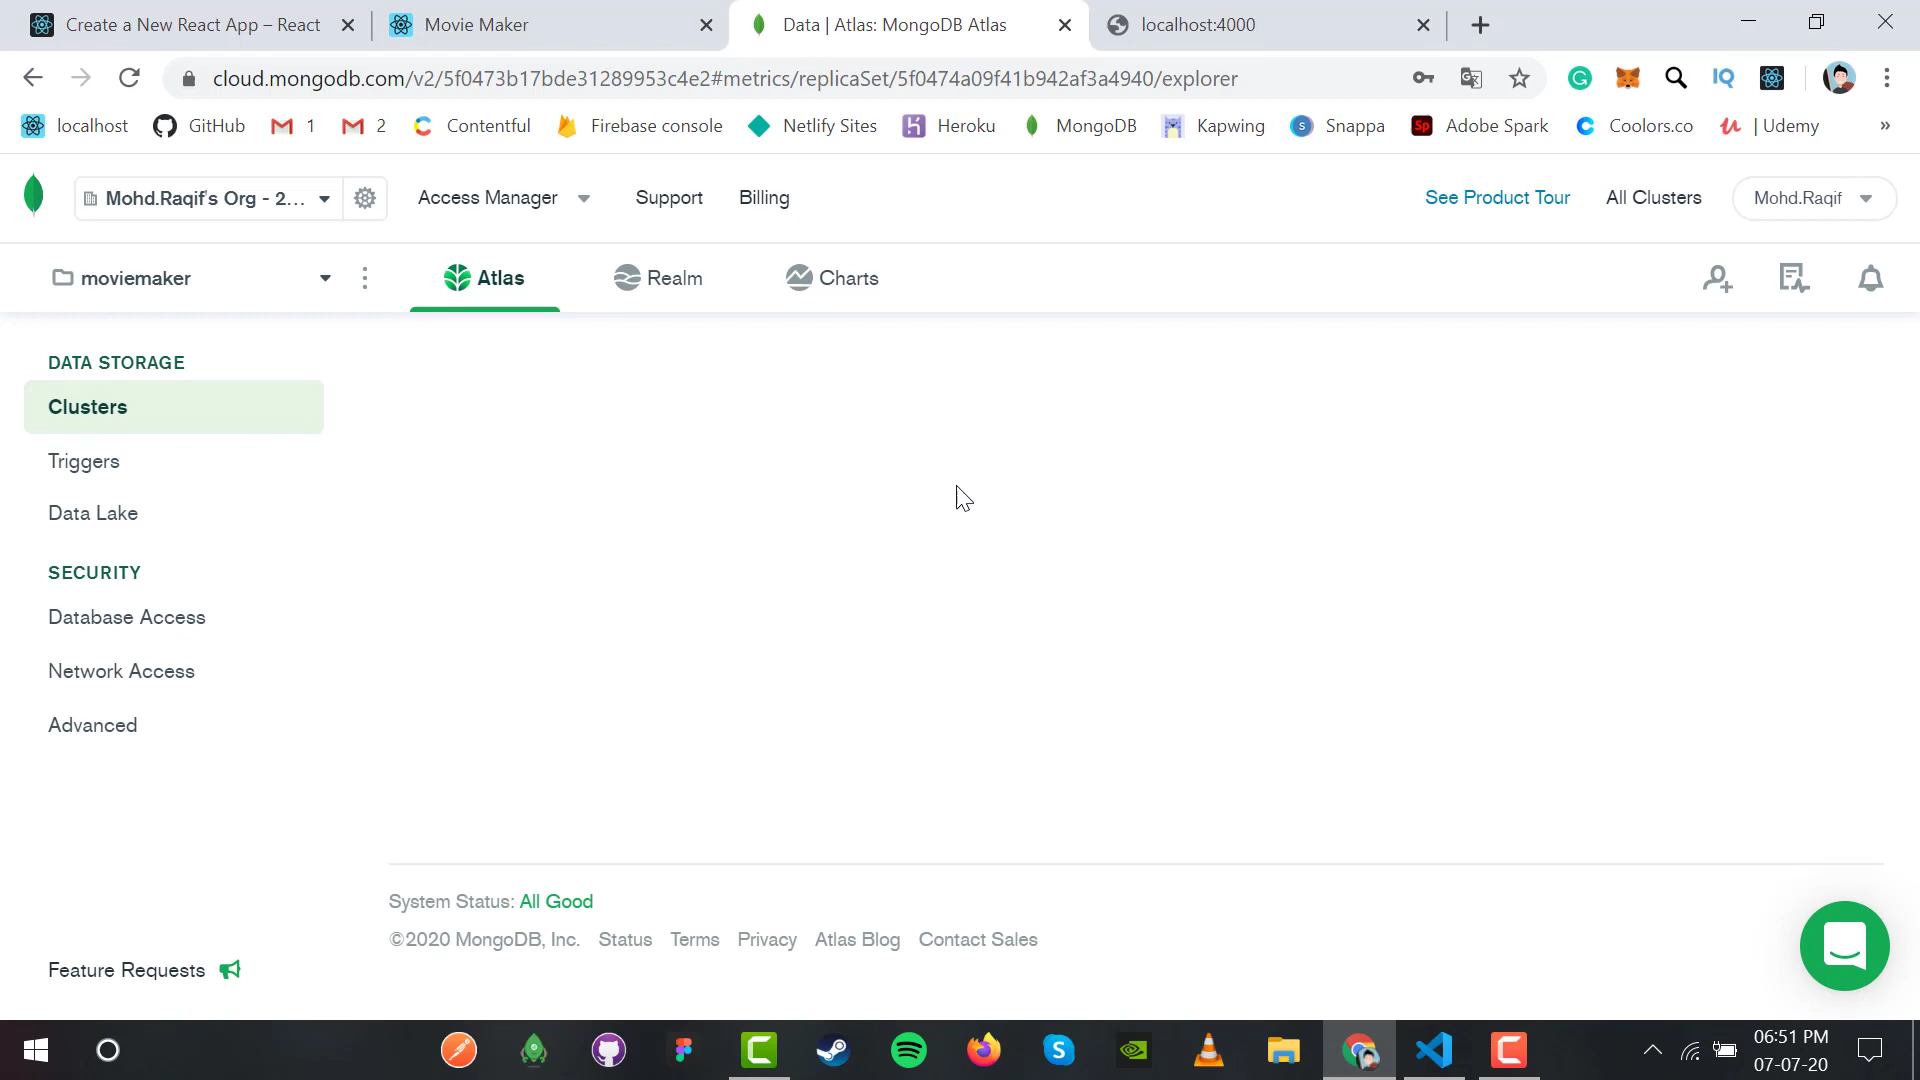 Create a New React App – React
Movie Maker
Data | Atlas: MongoDB Atlas
localhost:4000
cloud.mongodb.com/v2/5f0473b17bde31289953c4e2#metrics/replicaSet/5f0474a09f41b942af3a4940/explorer
localhost
GitHub
1
2
Contentful
Firebase console
Netlify Sites
Heroku
MongoDB
Kapwing
Snappa
Adobe Spark
Coolors.co
| Udemy
»
Mohd.Raqif's Org - 2...
Access Manager
Support
Billing
See Product Tour
All Clusters
Mohd.Raqif
moviemaker
Atlas
Realm
Charts
DATA STORAGE
Clusters
Triggers
Data Lake
SECURITY
Database Access
Network Access
Advanced
System Status: All Good
©2020 MongoDB, Inc. Status Terms Privacy Atlas Blog Contact Sales
Feature Requests
06:51 PM
07-07-20